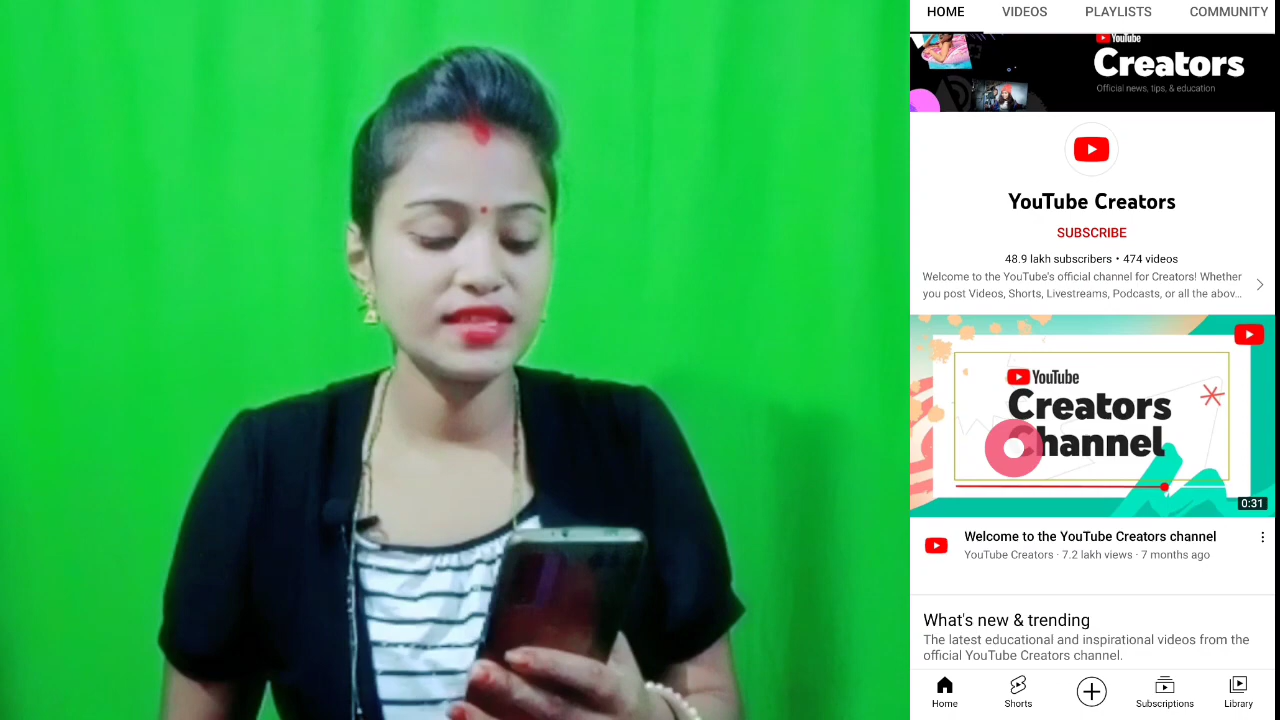 HOME VIDEOS PLAYLISTS COMMUNITY
YouTube
Creators
Official news, tips, & education
YouTube Creators
SUBSCRIBE
48.9 lakh subscribers • 474 videos
Welcome to the YouTube's official channel for Creators! Whether
you post Videos, Shorts, Livestreams, Podcasts, or all the abov...
YouTube
Creators
Channel
0:31
Welcome to the YouTube Creators channel
YouTube Creators · 7.2 lakh views · 7 months ago
What's new & trending
The latest educational and inspirational videos from the
official YouTube Creators channel.
Home Shorts Subscriptions Library